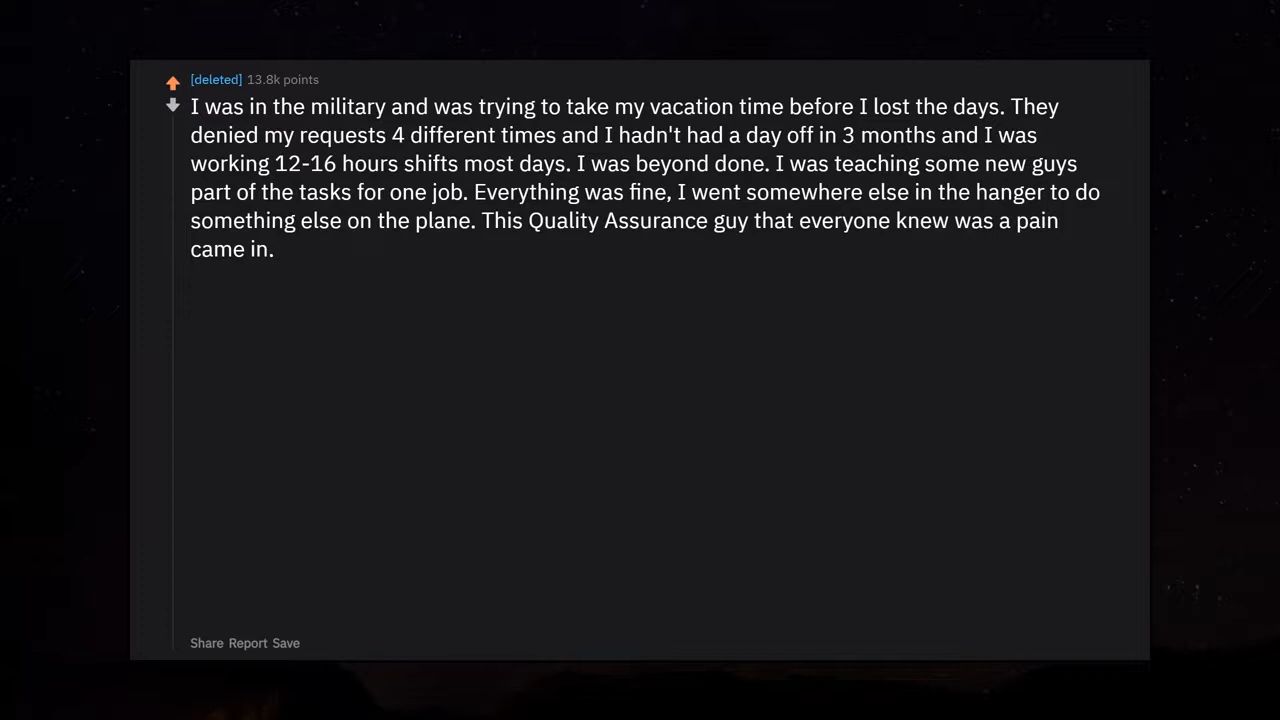 [deleted] 13.8k points
I was in the military and was trying to take my vacation time before I lost the days. They
denied my requests 4 different times and I hadn't had a day off in 3 months and I was
working 12-16 hours shifts most days. I was beyond done. I was teaching some new guys
part of the tasks for one job. Everything was fine, I went somewhere else in the hanger to do
something else on the plane. This Quality Assurance guy that everyone knew was a pain
came in.
Share Report Save